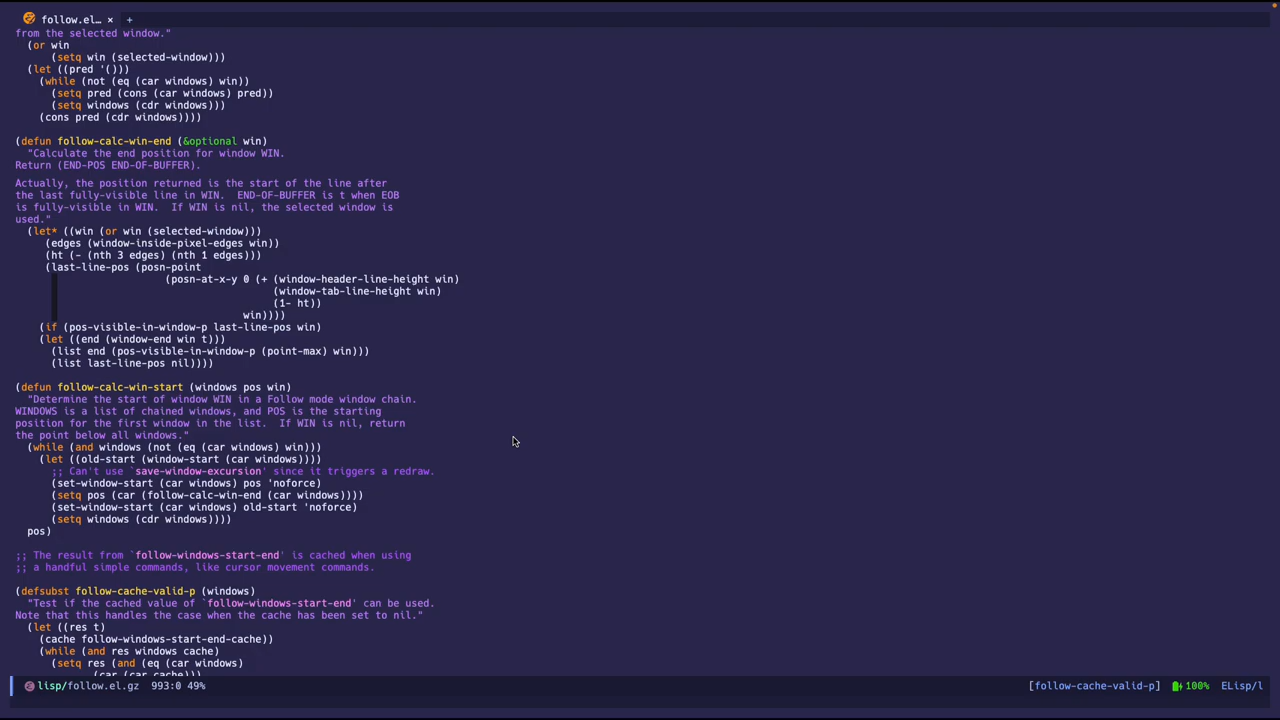 follow.el… × +
from the selected window."
(or win
(setq win (selected-window)))
(let ((pred '()))
(while (not (eq (car windows) win))
(setq pred (cons (car windows) pred))
(setq windows (cdr windows)))
(cons pred (cdr windows))))
(defun follow-calc-win-end (&optional win)
"Calculate the end position for window WIN.
Return (END-POS END-OF-BUFFER).
Actually, the position returned is the start of the line after
the last fully-visible line in WIN.  END-OF-BUFFER is t when EOB
is fully-visible in WIN.  If WIN is nil, the selected window is
used."
(let* ((win (or win (selected-window)))
(edges (window-inside-pixel-edges win))
(ht (- (nth 3 edges) (nth 1 edges)))
(last-line-pos (posn-point
(posn-at-x-y 0 (+ (window-header-line-height win)
(window-tab-line-height win)
(1- ht))
win))))
(if (pos-visible-in-window-p last-line-pos win)
(let ((end (window-end win t)))
(list end (pos-visible-in-window-p (point-max) win)))
(list last-line-pos nil))))
(defun follow-calc-win-start (windows pos win)
"Determine the start of window WIN in a Follow mode window chain.
WINDOWS is a list of chained windows, and POS is the starting
position for the first window in the list.  If WIN is nil, return
the point below all windows."
(while (and windows (not (eq (car windows) win)))
(let ((old-start (window-start (car windows))))
;; Can't use `save-window-excursion' since it triggers a redraw.
(set-window-start (car windows) pos 'noforce)
(setq pos (car (follow-calc-win-end (car windows))))
(set-window-start (car windows) old-start 'noforce)
(setq windows (cdr windows))))
pos)
;; The result from `follow-windows-start-end' is cached when using
;; a handful simple commands, like cursor movement commands.
(defsubst follow-cache-valid-p (windows)
"Test if the cached value of `follow-windows-start-end' can be used.
Note that this handles the case when the cache has been set to nil."
(let ((res t)
(cache follow-windows-start-end-cache))
(while (and res windows cache)
(setq res (and (eq (car windows)
(car (car cache)))
lisp/follow.el.gz 993:0 49% [follow-cache-valid-p] 100% ELisp/l